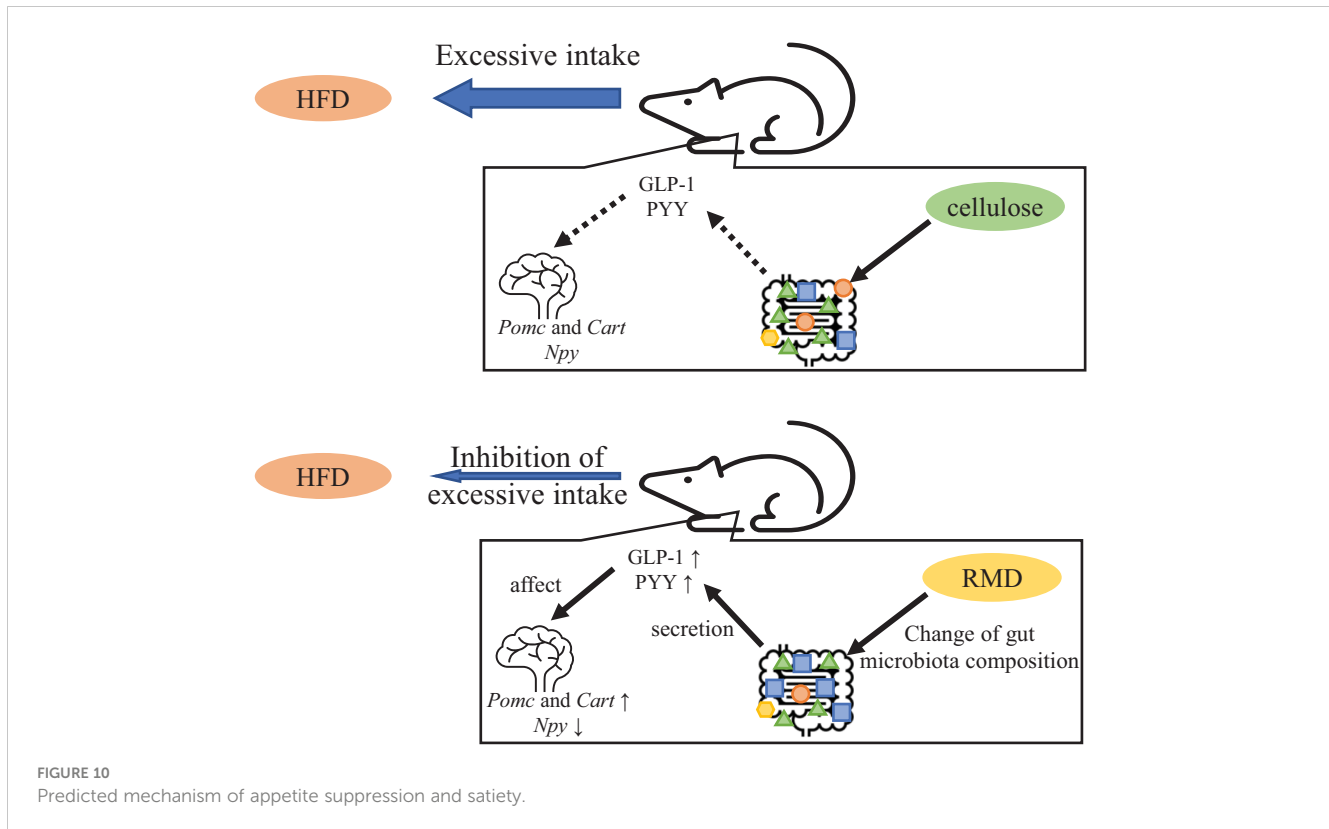 Excessive intake
HFD
GLP-1
PYY
cellulose
Pomc and Cart
Npy
HFD
Inhibition of
excessive intake
GLP-1 ↑
PYY ↑
affect
RMD
secretion
Change of gut
microbiota composition
Pomc and Cart ↑
Npy ↓
FIGURE 10
Predicted mechanism of appetite suppression and satiety.